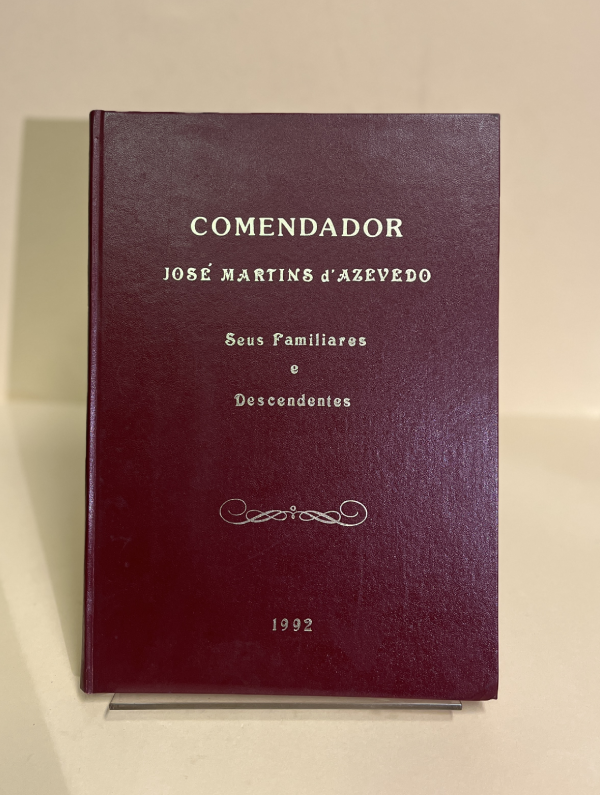 COMENDADOR
JOSÉ MARTINS d'AZEVEDO
Seus Familiares
e
Descendentes
1992